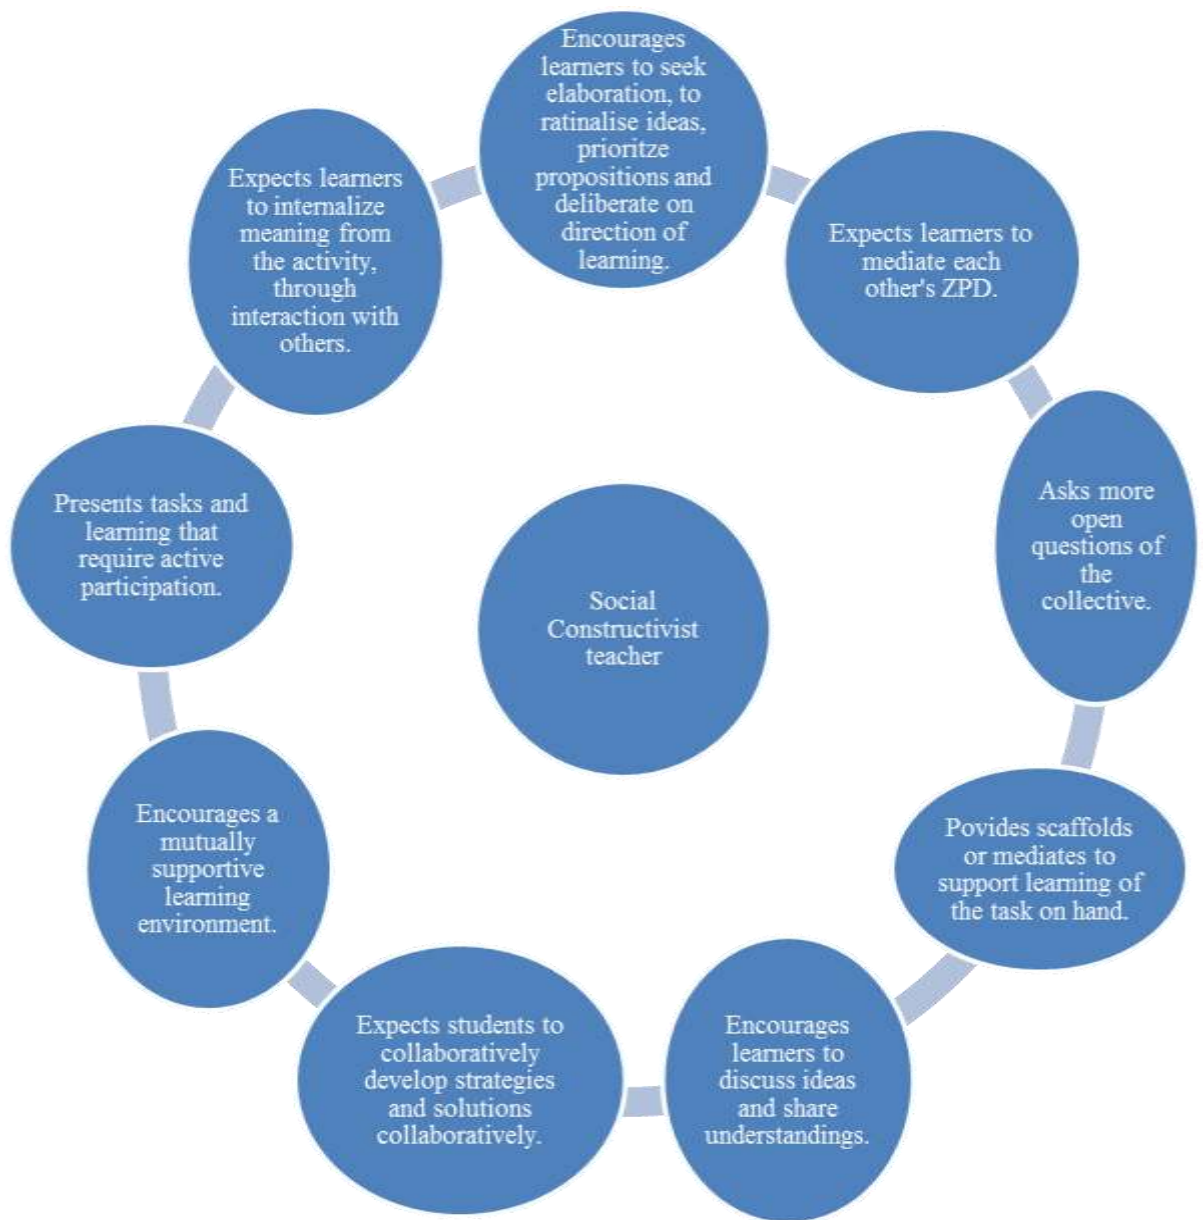 Encourages
learners to seek
elaboration, to
ratinalise ideas,
prioritze
propositions and
deliberate on
direction of
learning.
Expects learners to
mediate each
other's ZPD.
Asks more
open
questions of
the
collective.
Povides scaffolds
or mediates to
support learning of
the task on hand.
Encourages
learners to
discuss ideas
and share
understandings.
Expects students to
collaboratively
develop strategies
and solutions
collaboratively.
Encourages a
mutually
supportive
learning
environment.
Presents tasks and
learning that
require active
participation.
Expects learners
to internalize
meaning from
the activity,
through
interaction with
others.
Social
Constructivist
teacher